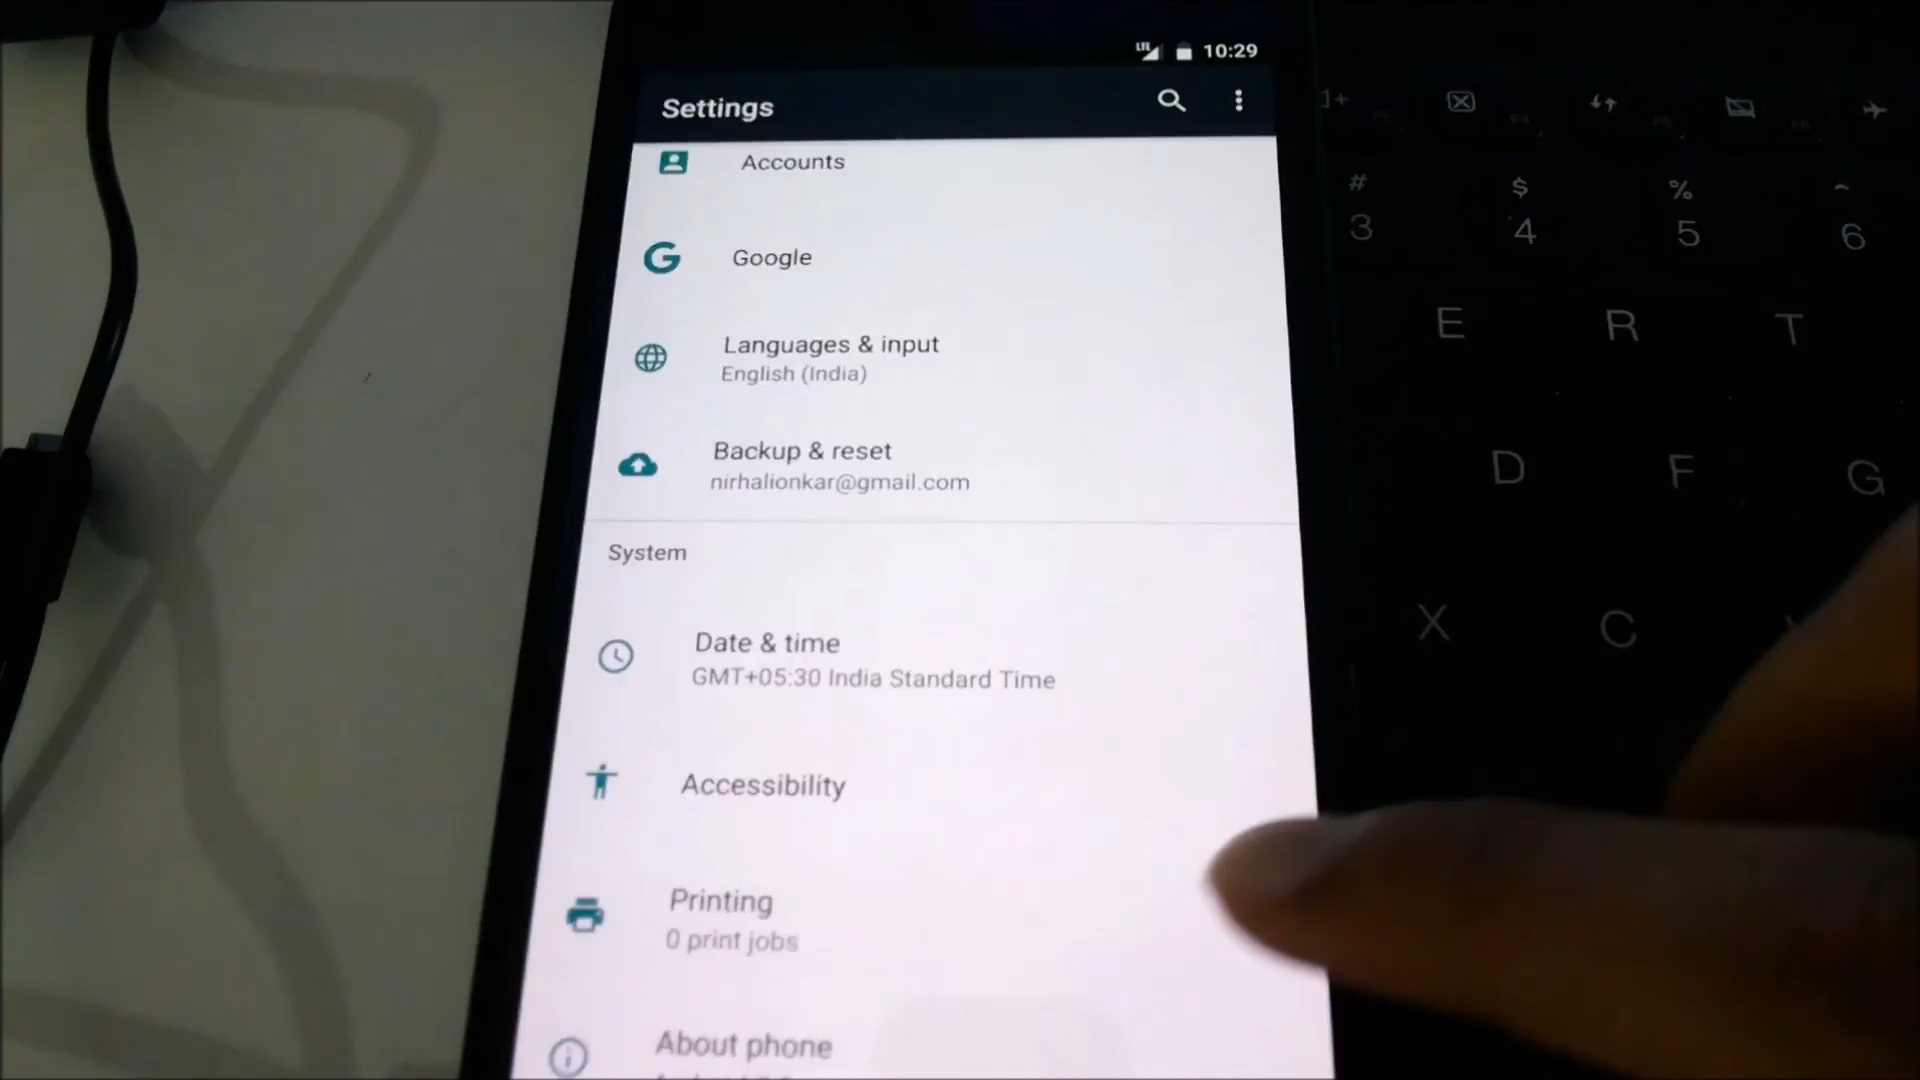 LTE 10:29
Settings
Accounts
Google
Languages & input
English (India)
Backup & reset
nirhalionkar@gmail.com
System
Date & time
GMT+05:30 India Standard Time
Accessibility
Printing
0 print jobs
About phone
# $ % ^
3 4 5 6
E R T
D F G
X C